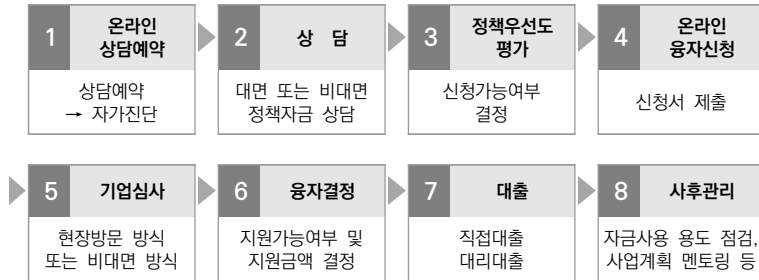 1
온라인
상담예약
상담예약
→ 자가진단
2
상 담
대면 또는 비대면
정책자금 상담
3
정책우선도
평가
신청가능여부
결정
4
온라인
융자신청
신청서 제출
5
기업심사
현장방문 방식
또는 비대면 방식
6
융자결정
지원가능여부 및
지원금액 결정
7
대출
직접대출
대리대출
8
사후관리
자금사용 용도 점검,
사업계획 멘토링 등